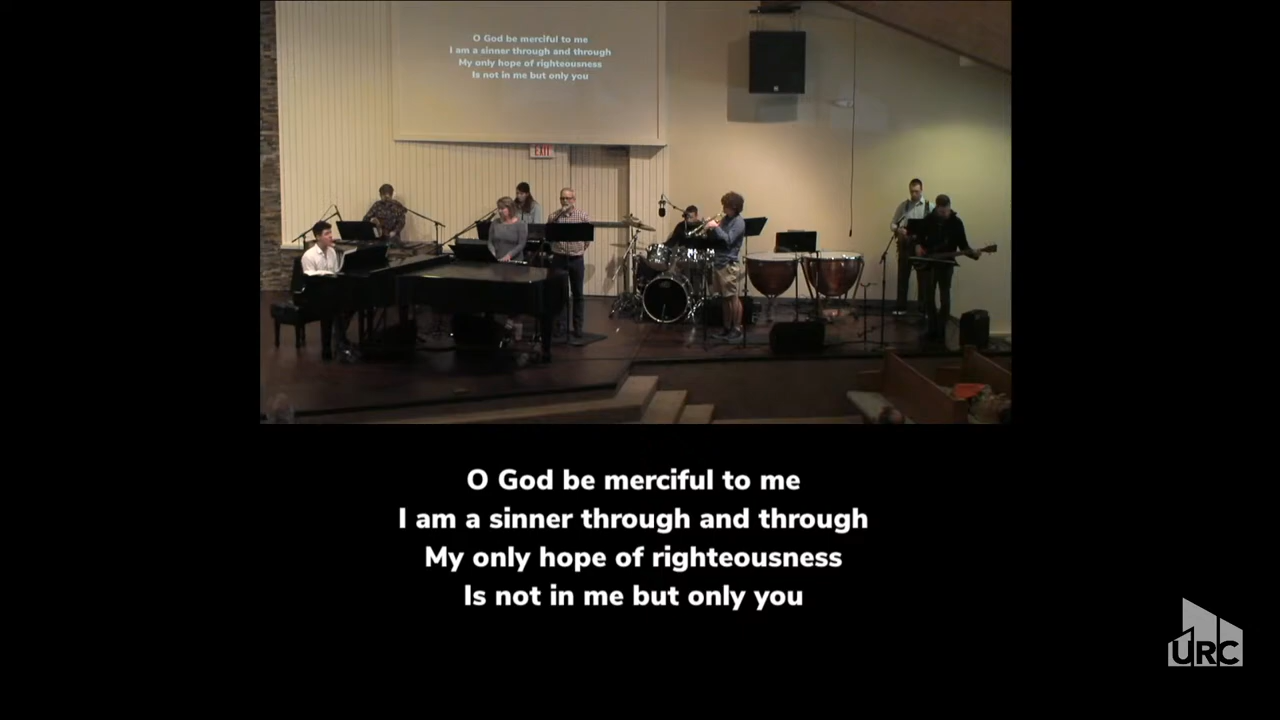 O God be merciful to me
I am a sinner through and through
My only hope of righteousness
Is not in me but only you
EXIT
O God be merciful to me
I am a sinner through and through
My only hope of righteousness
Is not in me but only you
URC